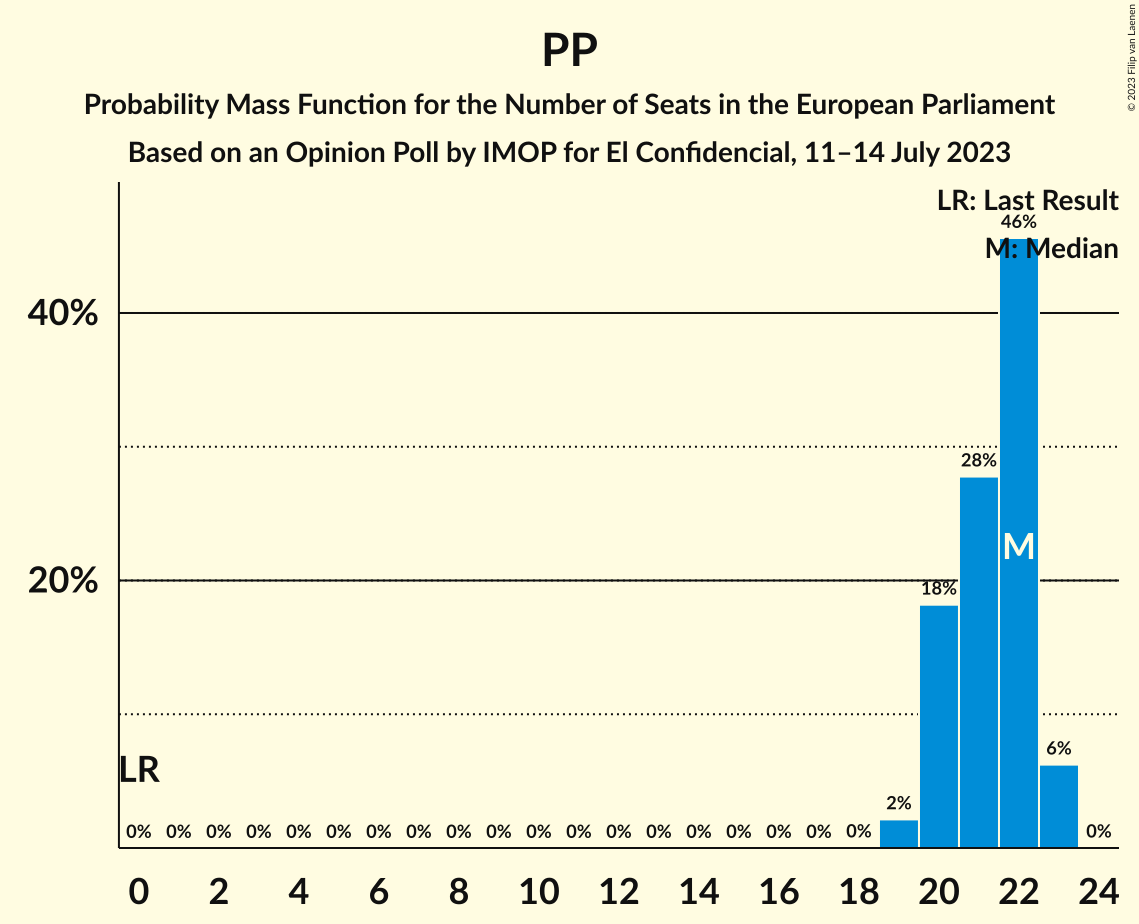 PP
Probability Mass Function for the Number of Seats in the European Parliament
Based on an Opinion Poll by IMOP for El Confidencial, 11–14 July 2023
© 2023 Filip van Laenen
LR: Last Result
M: Median
46%
40%
28%
M
20%
18%
LR
6%
2%
0% 0% 0% 0% 0% 0% 0% 0% 0% 0% 0% 0% 0% 0% 0% 0% 0% 0% 0% 0%
0 2 4 6 8 10 12 14 16 18 20 22 24